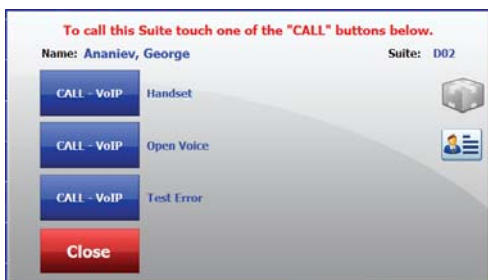 To call this Suite touch one of the "CALL" buttons below.
Name: Ananiev, George Suite: D02
CALL - VoIP Handset
CALL - VoIP Open Voice
CALL - VoIP Test Error
Close